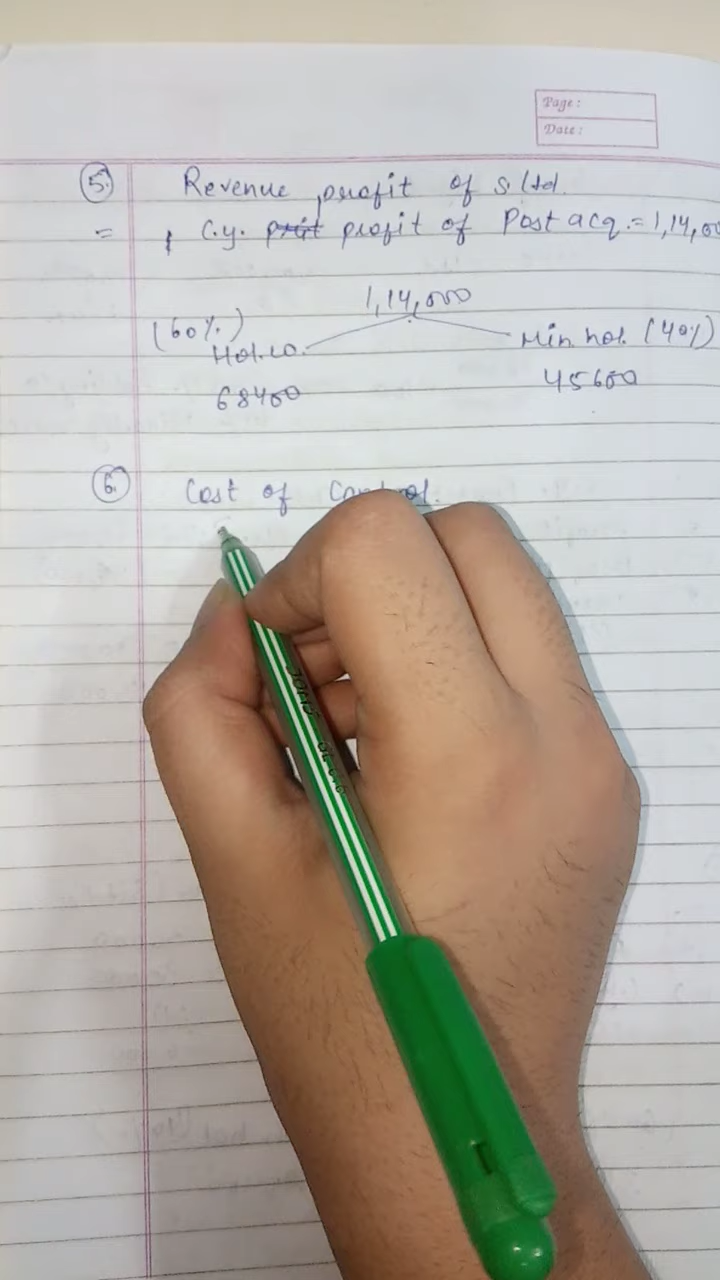 Page:
Date:
5. Revenue profit of S. Ltd.
= C.y. profit of Post acq. = 1,14,00
1,14,000
(60%) Min hol. (40%)
Hol. co.
68400 45600
6. Cost of Control.